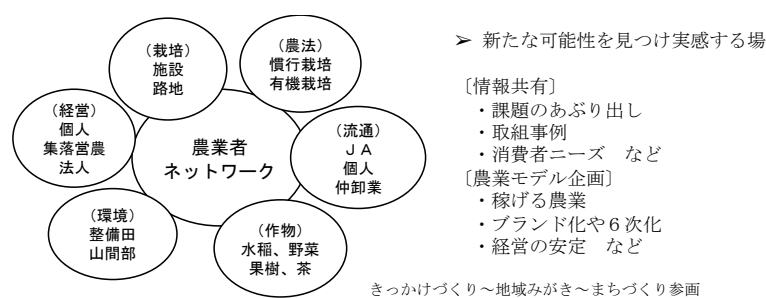 （栽培）
施設
路地
（農法）
慣行栽培
有機栽培
（経営）
個人
集落営農
法人
農業者
ネットワーク
（流通）
ＪＡ
個人
仲卸業
（環境）
整備田
山間部
（作物）
水稲、野菜
果樹、茶
➢ 新たな可能性を見つけ実感する場
〔情報共有〕
・課題のあぶり出し
・取組事例
・消費者ニーズ　など
〔農業モデル企画〕
・稼げる農業
・ブランド化や６次化
・経営の安定　など
きっかけづくり～地域みがき～まちづくり参画